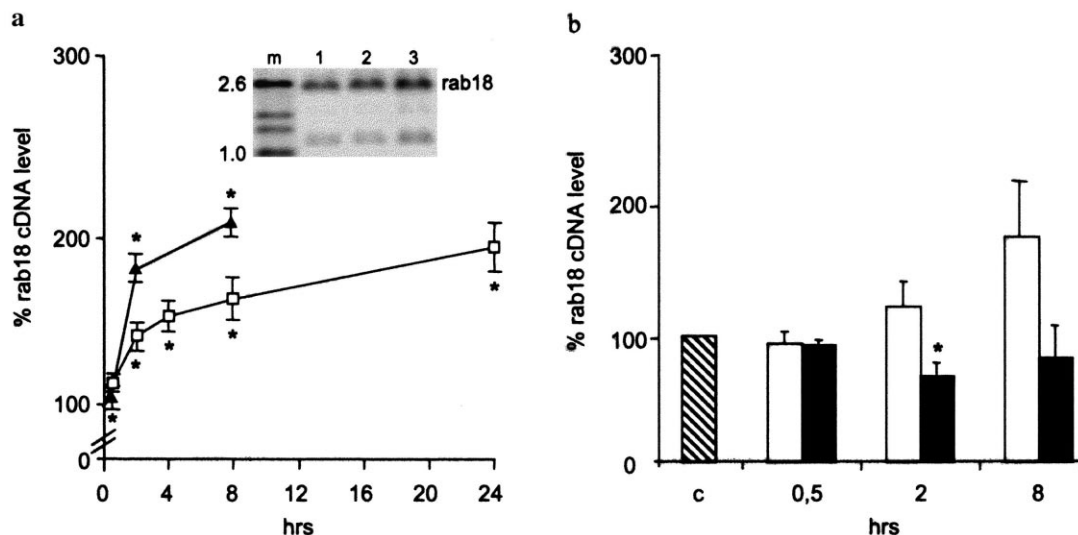 a
% rab18 cDNA level
300
200
100
0
m 1 2 3
2.6 rab18
1.0
* * * * * * *
0 4 8 12 16 20 24
hrs
b
% rab18 cDNA level
300
200
100
0
*
c 0,5 2 8
hrs